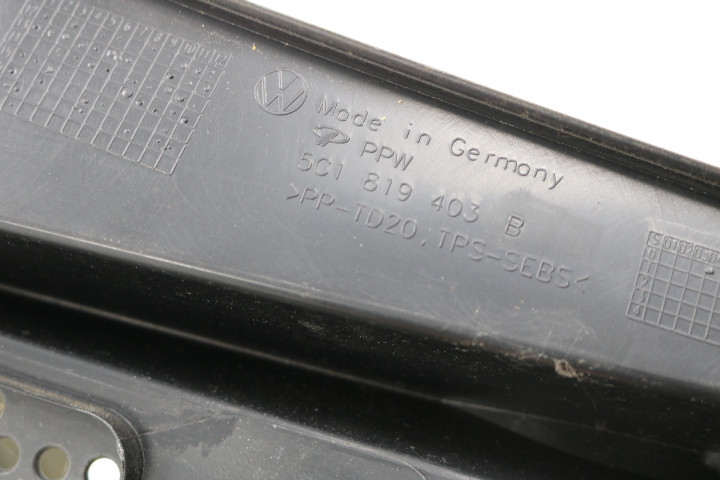 Made in Germany
PPW
5C1 819 403 B
>PP-TD20, TPS-SEBS<